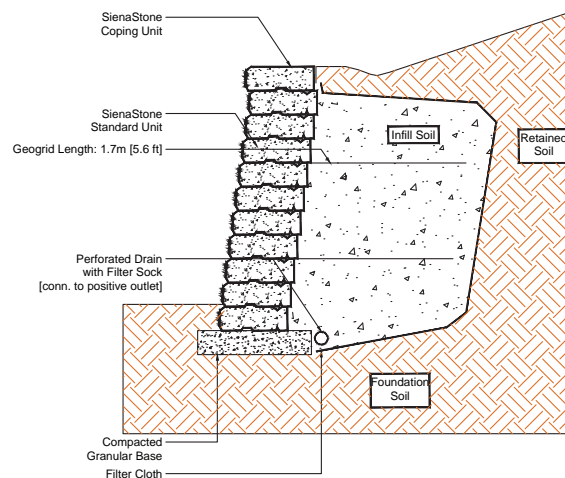 SienaStone
Coping Unit
SienaStone
Standard Unit
Geogrid Length: 1.7m [5.6 ft]
Infill Soil
Retained
Soil
Perforated Drain
with Filter Sock
[conn. to positive outlet]
Foundation
Soil
Compacted
Granular Base
Filter Cloth